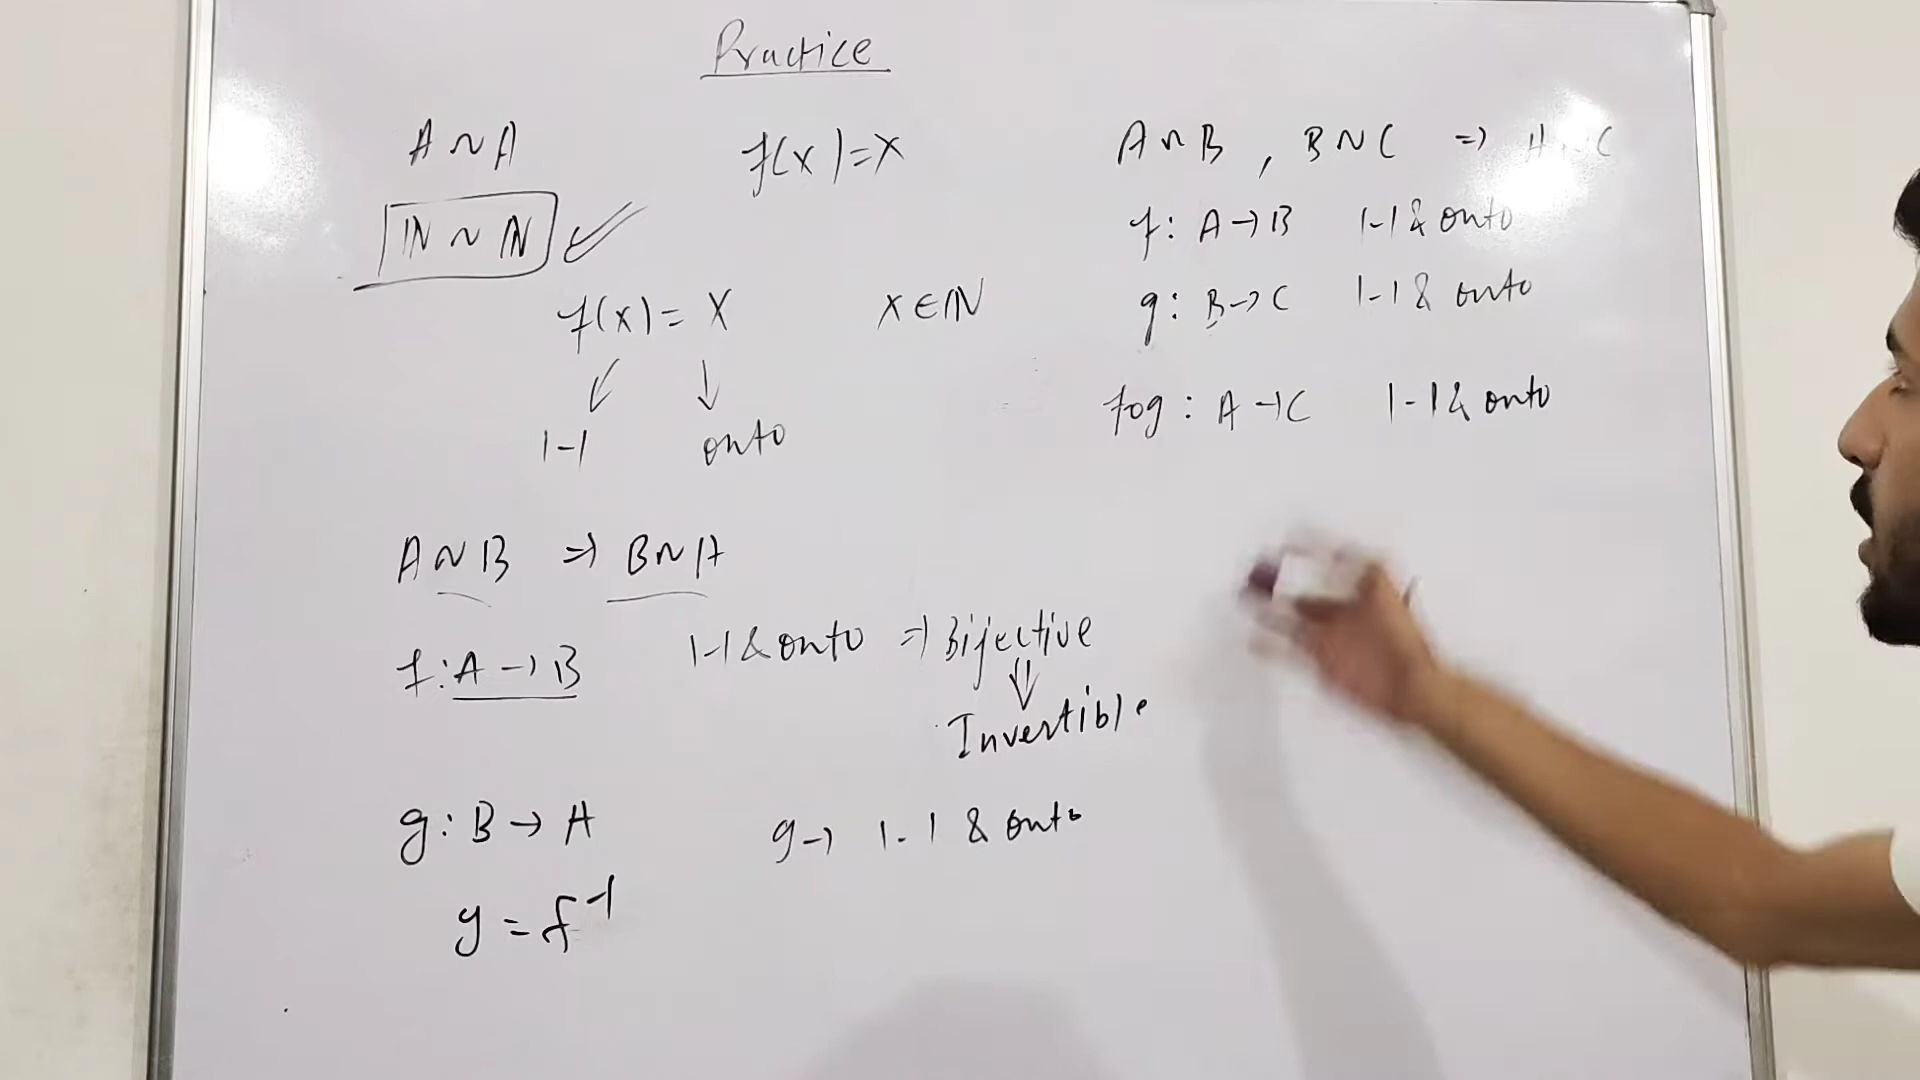 Practice
A ~ A
f(x) = x
ℕ ~ ℕ
f(x) = x x ∈ ℕ
1-1 onto
A ~ B ⇒ B ~ A
f : A → B 1-1 & onto ⇒ Bijective
Invertible
g : B → A g → 1-1 & onto
g = f⁻¹
A ~ B , B ~ C ⇒ A ~ C
f : A → B 1-1 & onto
g : B → C 1-1 & onto
fog : A → C 1-1 & onto